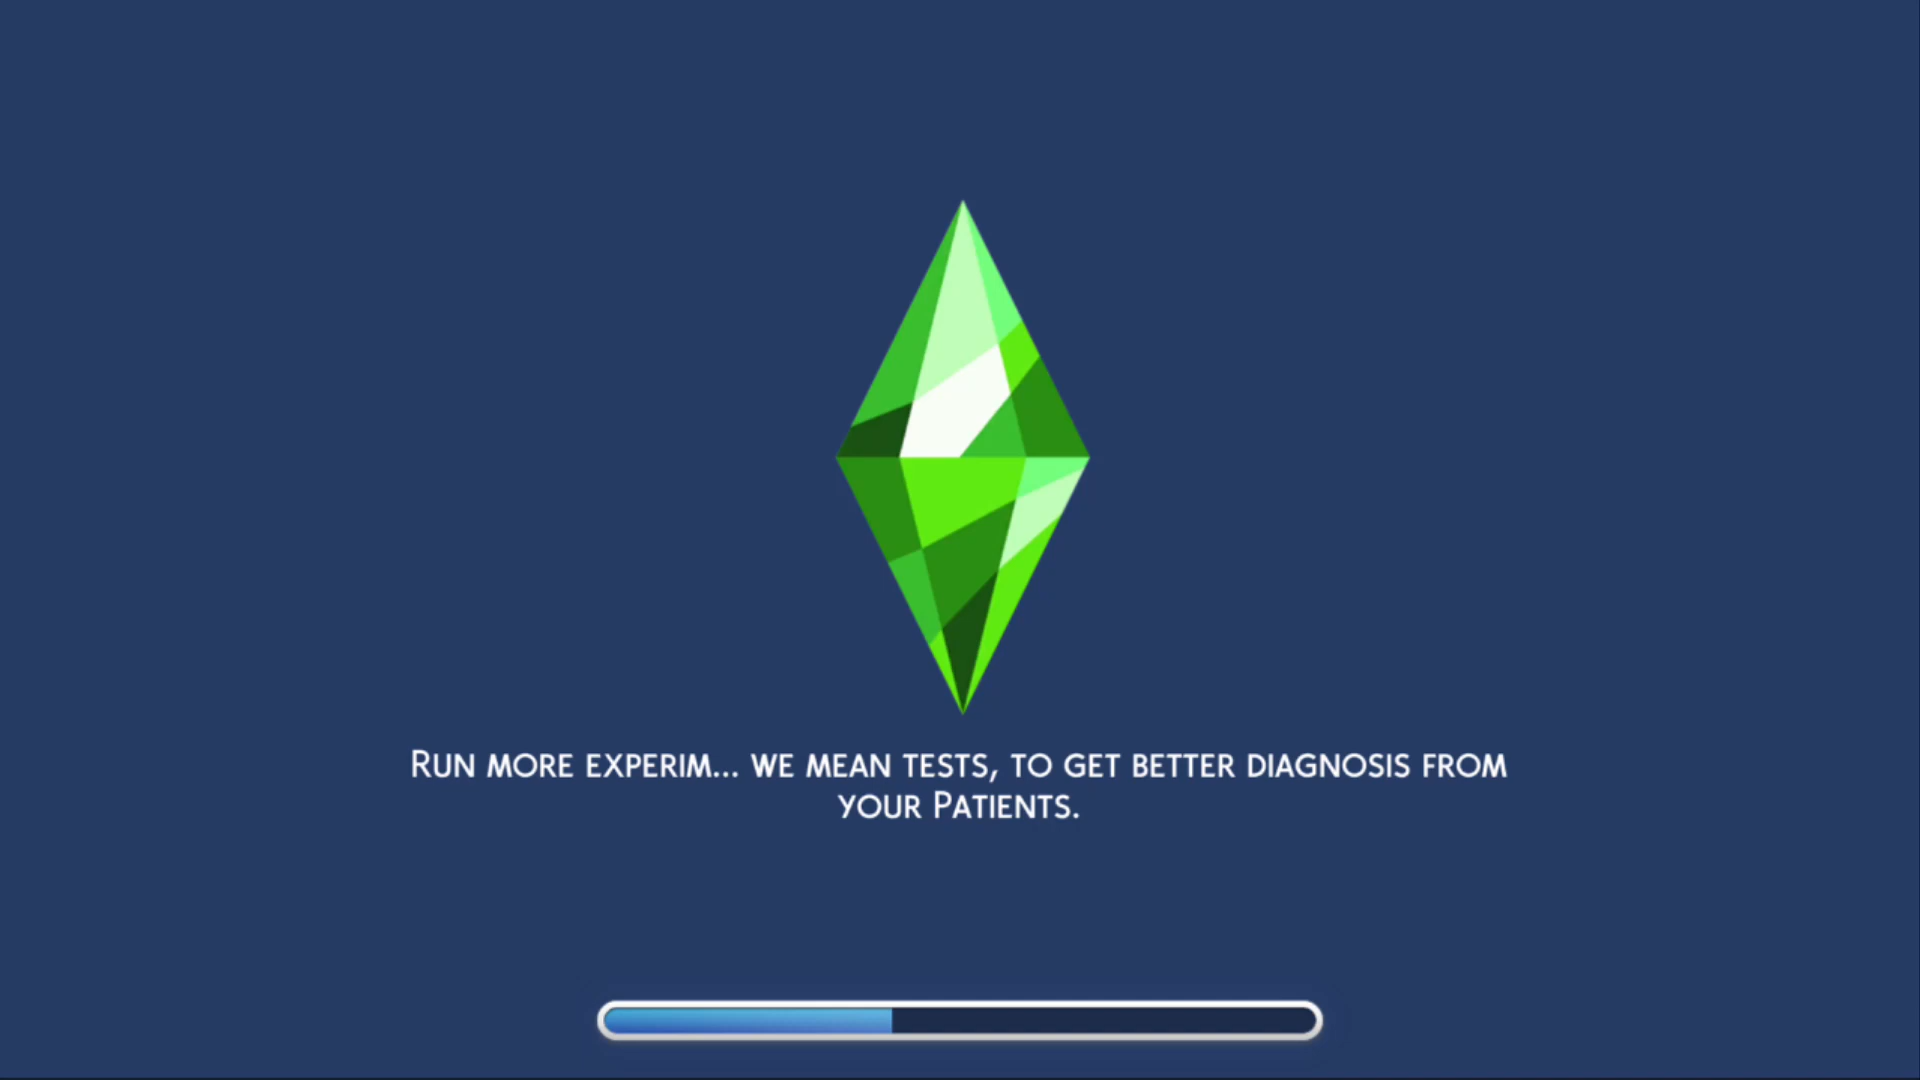 Run more experim... we mean tests, to get better diagnosis from
your Patients.